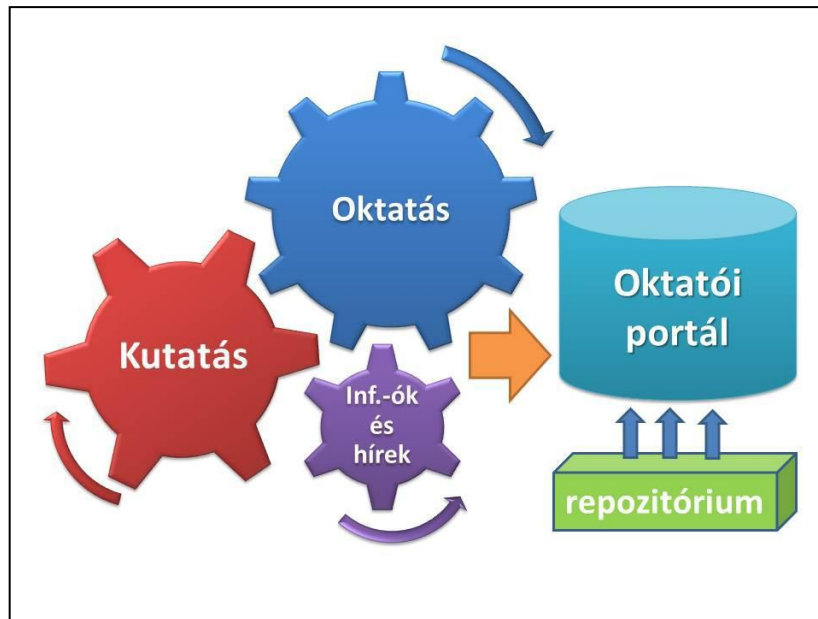 Oktatás
Kutatás
Inf.-ók
és
hírek
Oktatói
portál
repozitórium